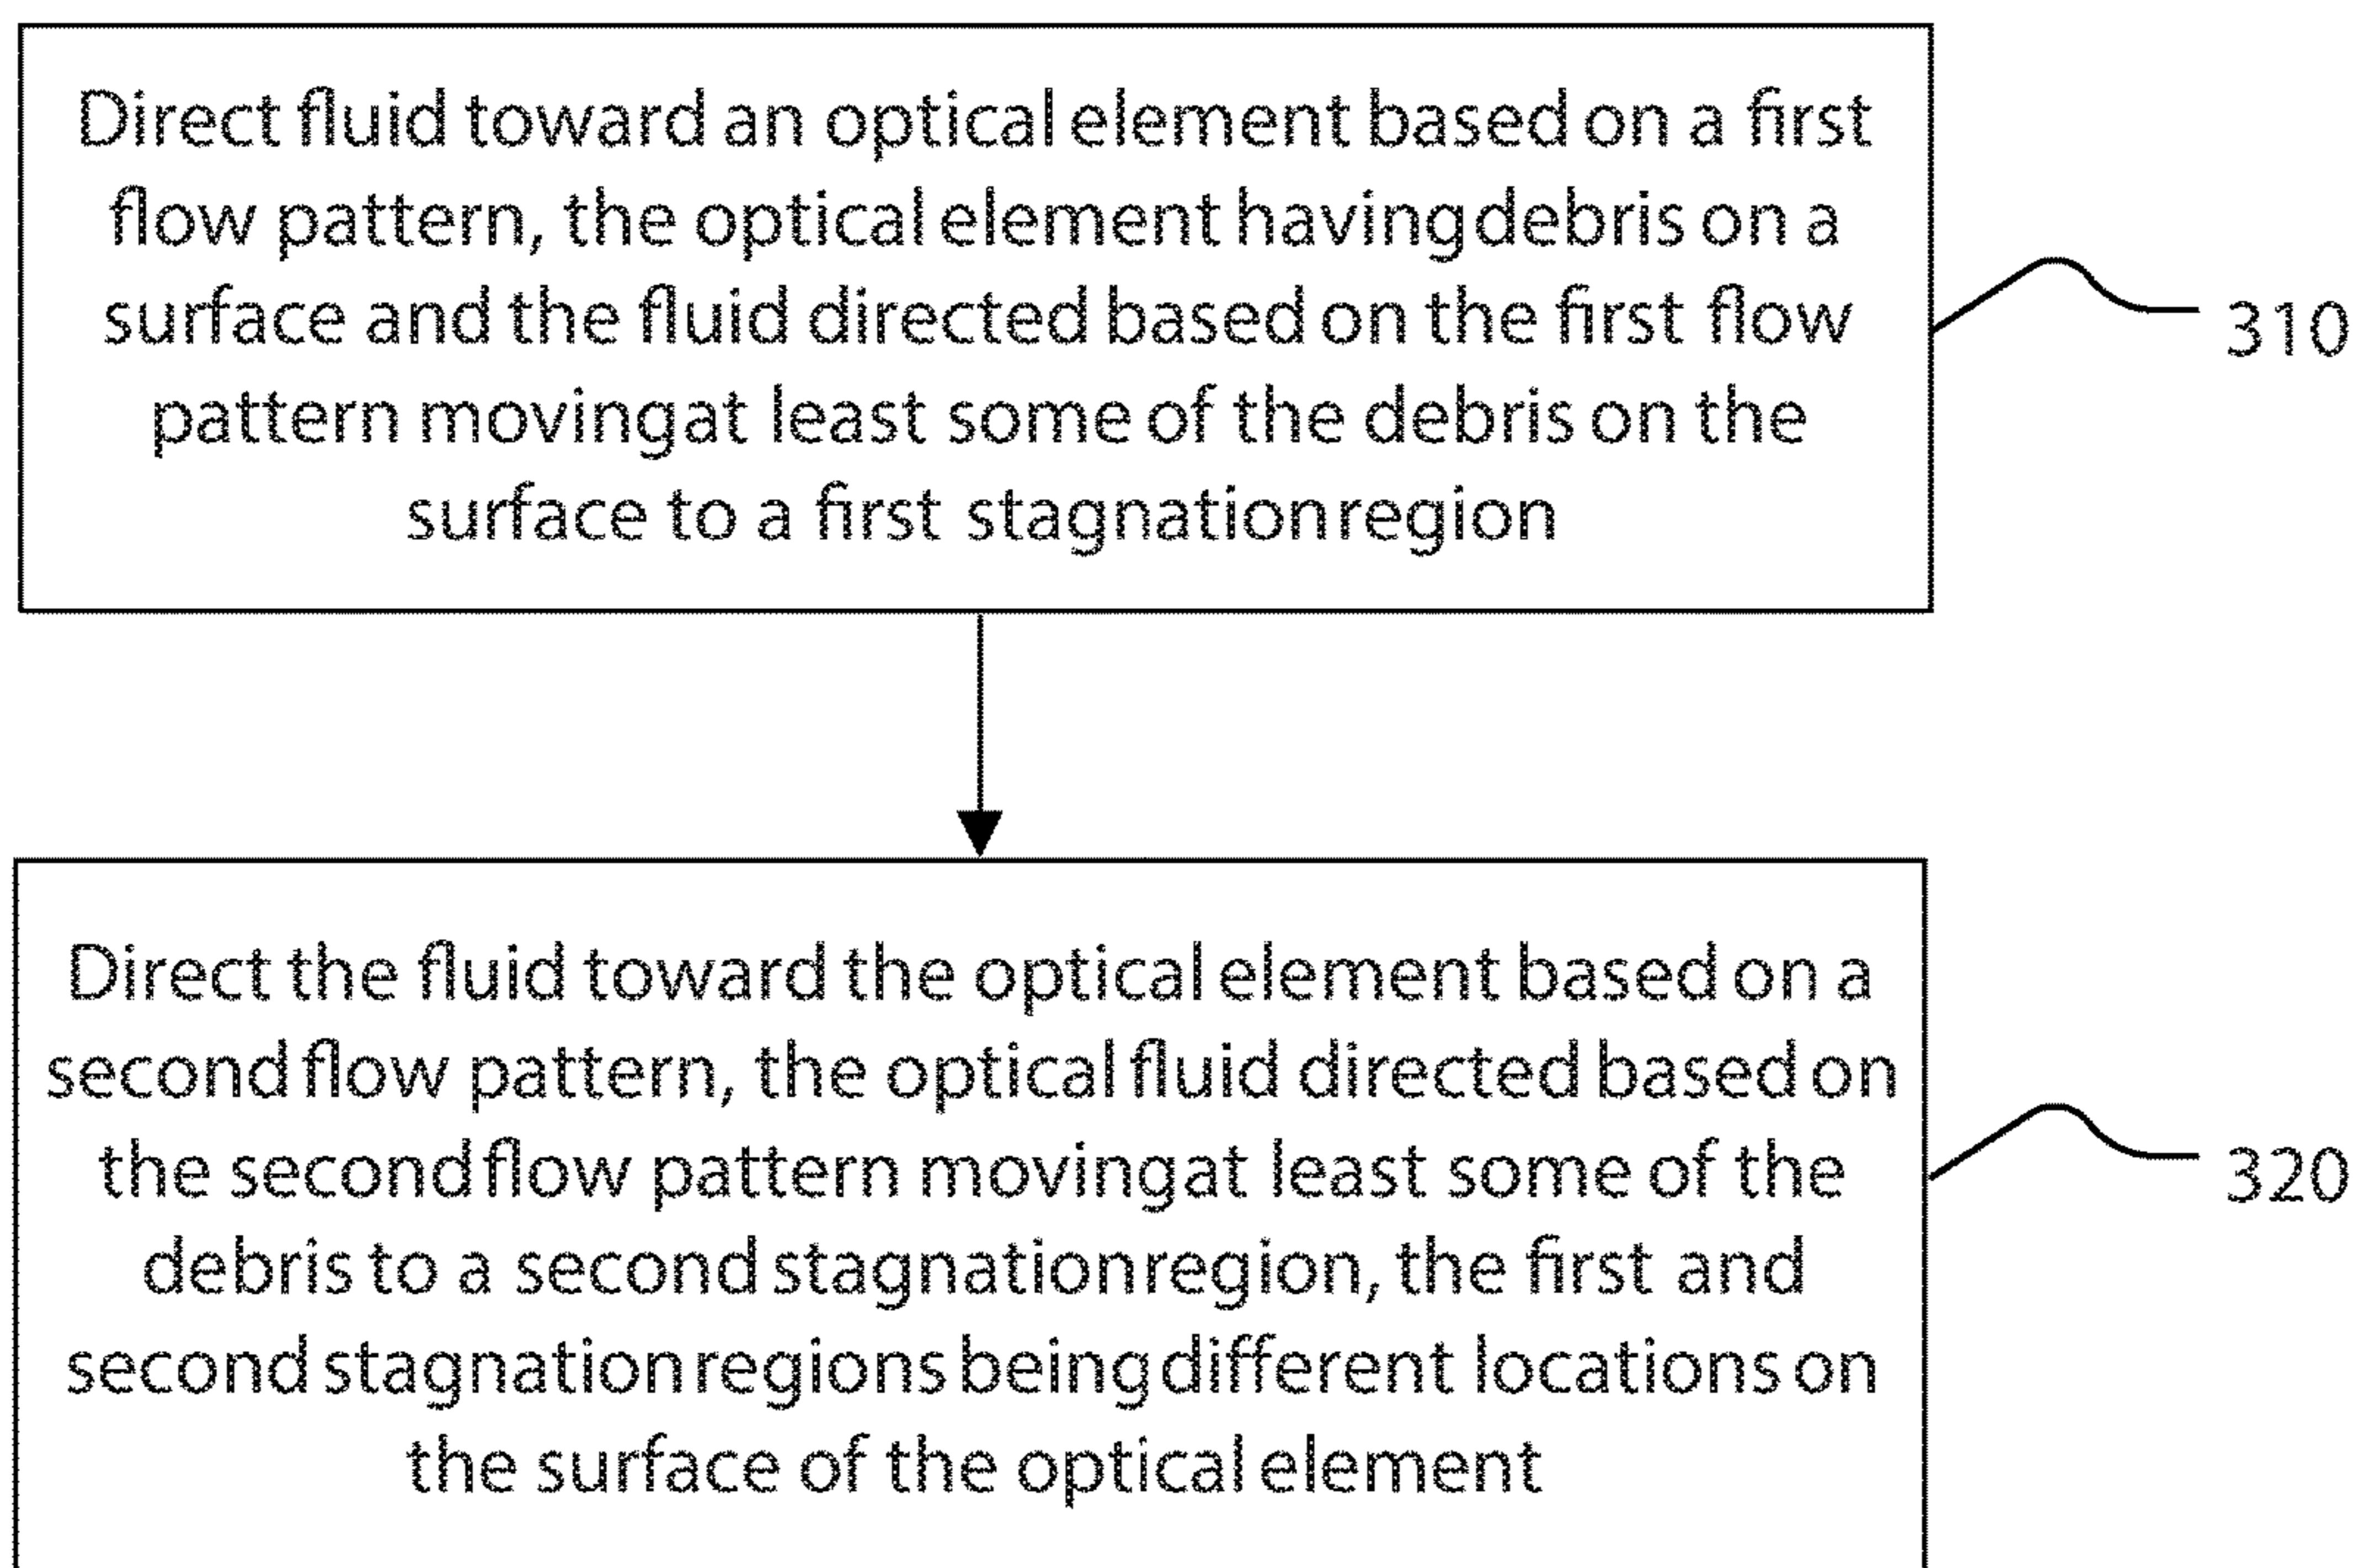 Direct fluid toward an optical element based on a first
flow pattern, the optical element having debris on a
surface and the fluid directed based on the first flow
pattern moving at least some of the debris on the
surface to a first stagnation region
310
Direct the fluid toward the optical element based on a
second flow pattern, the optical fluid directed based on
the second flow pattern moving at least some of the
debris to a second stagnation region, the first and
second stagnation regions being different locations on
the surface of the optical element
320